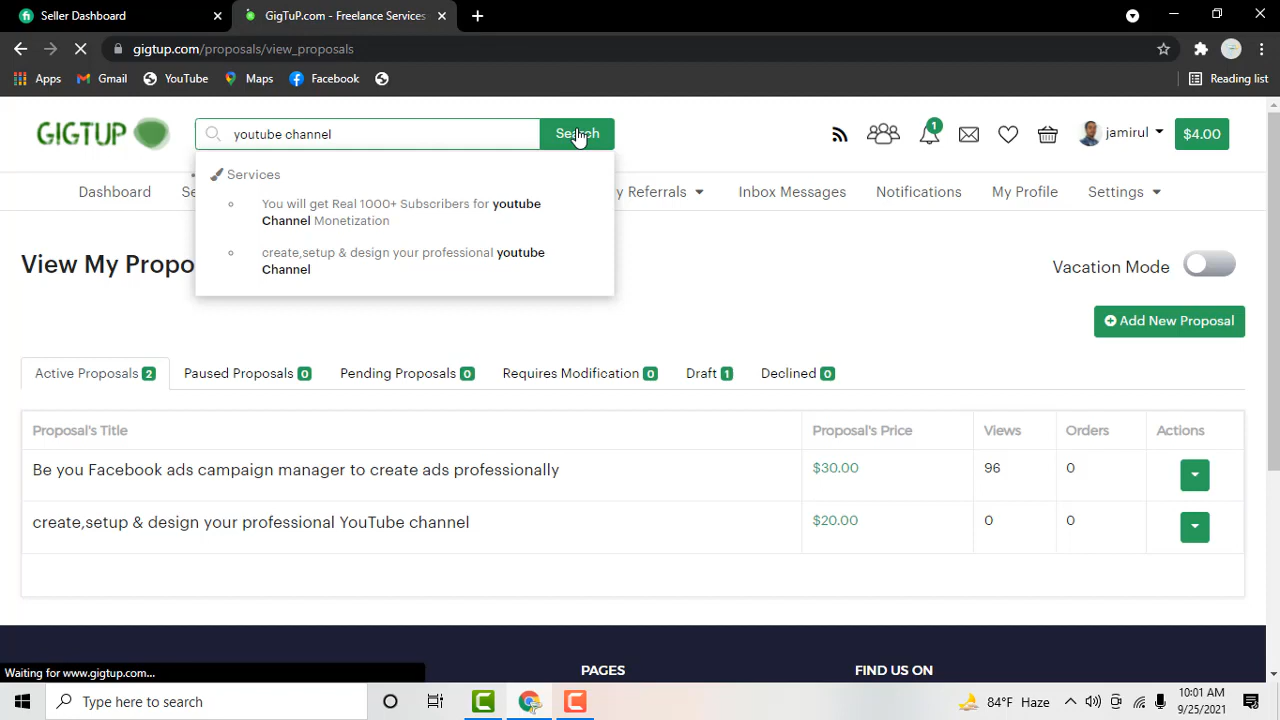 Seller Dashboard
GigTuP.com - Freelance Services
gigtup.com/proposals/view_proposals
Apps Gmail YouTube Maps Facebook Reading list
GIGTUP
youtube channel
Search
1
jamirul
$4.00
Dashboard
Se
y Referrals
Inbox Messages
Notifications
My Profile
Settings
Services
You will get Real 1000+ Subscribers for youtube
Channel Monetization
create,setup & design your professional youtube
Channel
View My Propo
Vacation Mode
Add New Proposal
Active Proposals 2 Paused Proposals 0 Pending Proposals 0 Requires Modification 0 Draft 1 Declined 0
Proposal's Title Proposal's Price Views Orders Actions
Be you Facebook ads campaign manager to create ads professionally $30.00 96 0
create,setup & design your professional YouTube channel $20.00 0 0
PAGES
FIND US ON
Waiting for www.gigtup.com...
Type here to search
84°F Haze
10:01 AM
9/25/2021